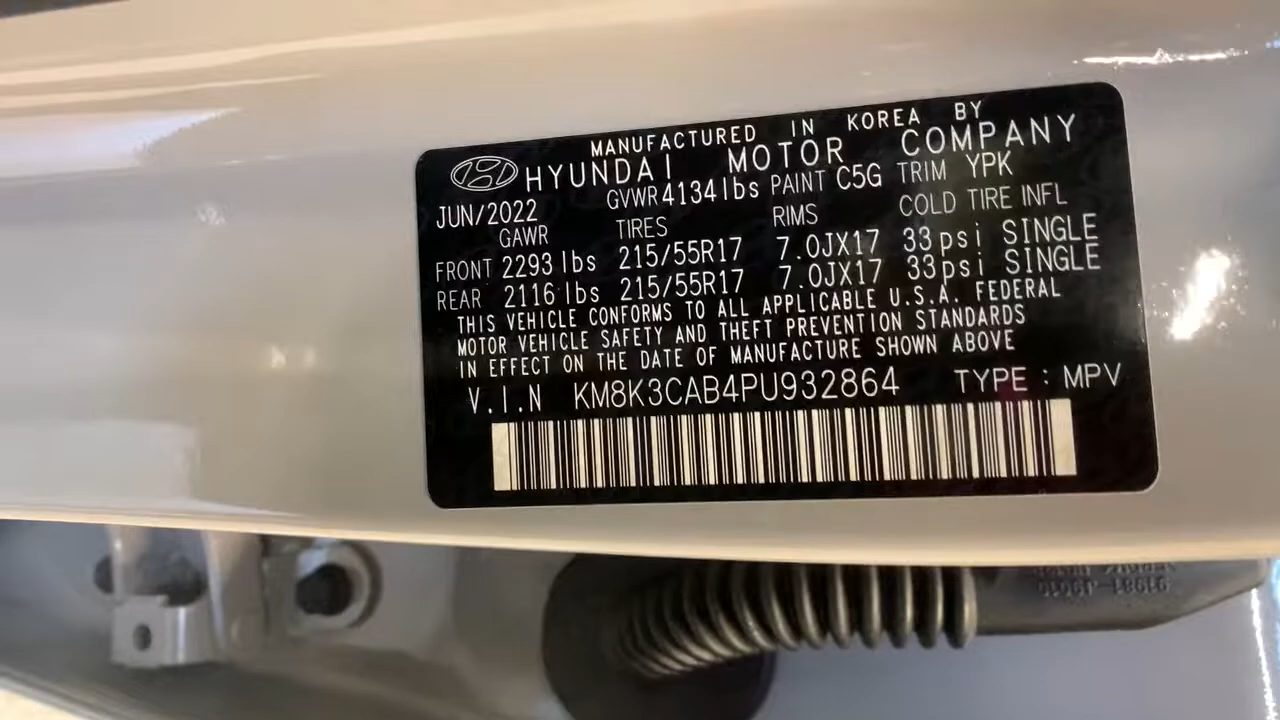 MANUFACTURED IN KOREA BY
HYUNDAI MOTOR COMPANY
JUN/2022 GVWR 4134 lbs PAINT C5G TRIM YPK
GAWR TIRES RIMS COLD TIRE INFL
FRONT 2293 lbs 215/55R17 7.0JX17 33psi SINGLE
REAR 2116 lbs 215/55R17 7.0JX17 33psi SINGLE
THIS VEHICLE CONFORMS TO ALL APPLICABLE U.S.A. FEDERAL
MOTOR VEHICLE SAFETY AND THEFT PREVENTION STANDARDS
IN EFFECT ON THE DATE OF MANUFACTURE SHOWN ABOVE
V.I.N KM8K3CAB4PU932864 TYPE : MPV